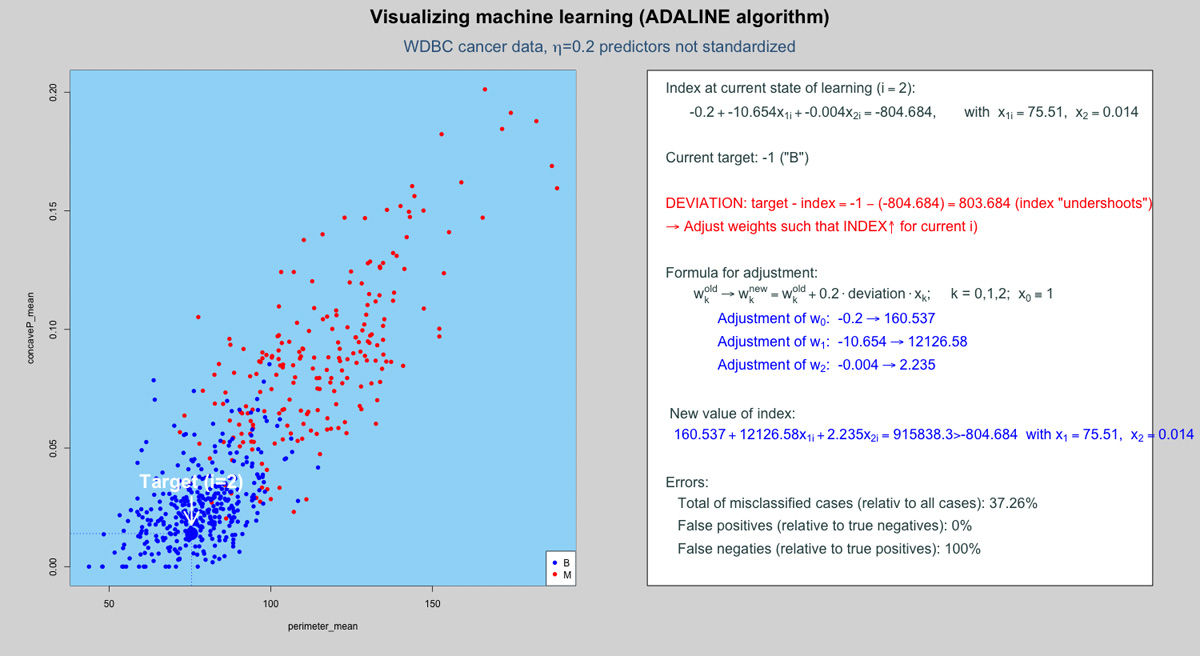 Visualizing machine learning (ADALINE algorithm)
WDBC cancer data, η=0.2 predictors not standardized
0.20
0.15
0.10
0.05
0.00
concaveP_mean
Target (i=2)
B
M
50 100 150
perimeter_mean
Index at current state of learning (i = 2):
-0.2 + -10.654x1i + -0.004x2i = -804.684, with x1i = 75.51, x2 = 0.014
Current target: -1 ("B")
DEVIATION: target - index = -1 − (-804.684) = 803.684 (index "undershoots")
→ Adjust weights such that INDEX↑ for current i)
Formula for adjustment:
w_k^old → w_k^new = w_k^old + 0.2 · deviation · x_k; k = 0,1,2; x0 ≡ 1
Adjustment of w0: -0.2 → 160.537
Adjustment of w1: -10.654 → 12126.58
Adjustment of w2: -0.004 → 2.235
New value of index:
160.537 + 12126.58x1i + 2.235x2i = 915838.3>-804.684 with x1 = 75.51, x2 = 0.014
Errors:
Total of misclassified cases (relativ to all cases): 37.26%
False positives (relative to true negatives): 0%
False negaties (relative to true positives): 100%